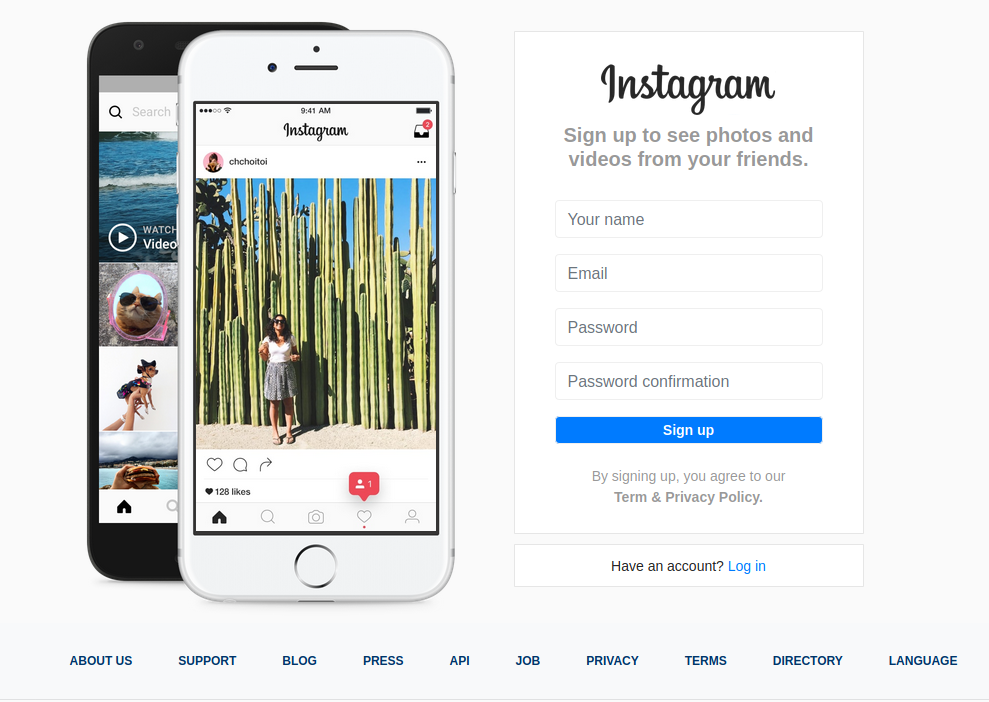 Search
WATCH
Video
9:41 AM
Instagram
2
chchoitoi
128 likes
1
Instagram
Sign up to see photos and
videos from your friends.
Your name
Email
Password
Password confirmation
Sign up
By signing up, you agree to our
Term & Privacy Policy.
Have an account? Log in
ABOUT US SUPPORT BLOG PRESS API JOB PRIVACY TERMS DIRECTORY LANGUAGE